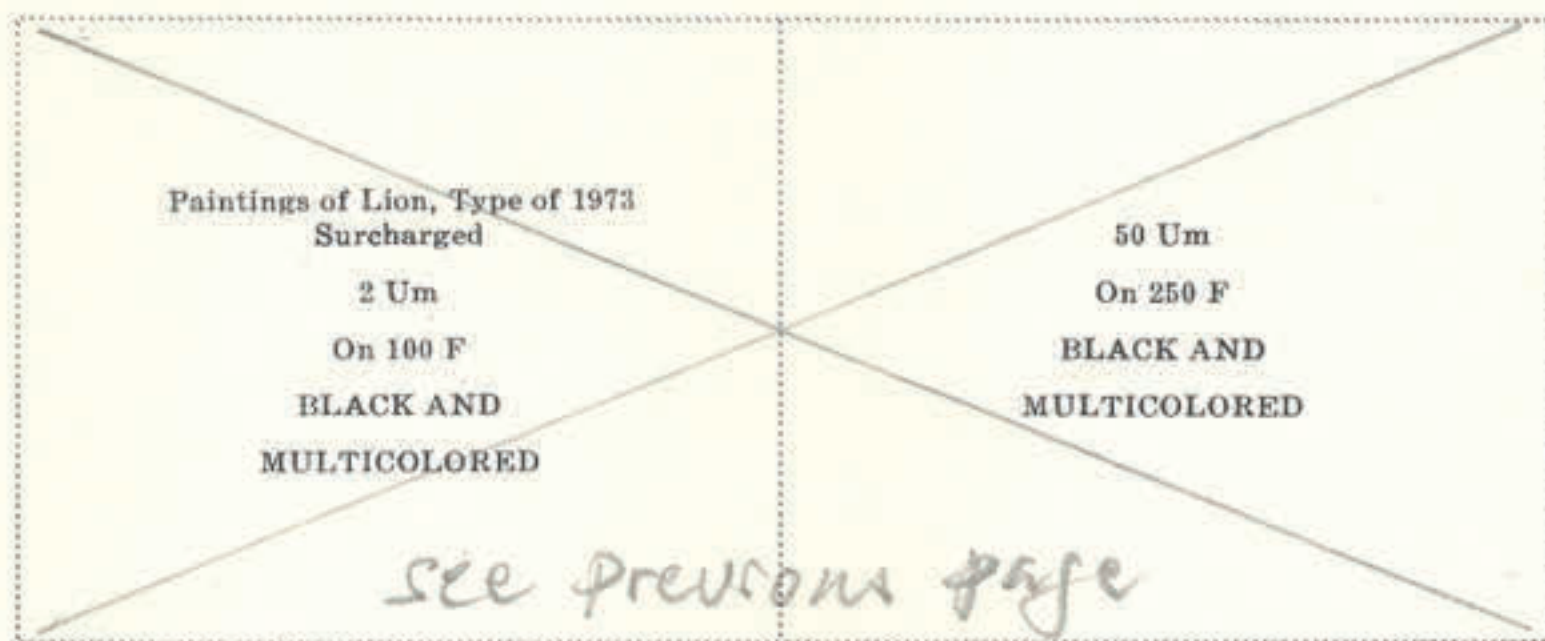 Paintings of Lion, Type of 1973
Surcharged
2 Um
On 100 F
BLACK AND
MULTICOLORED
50 Um
On 250 F
BLACK AND
MULTICOLORED
see previous page